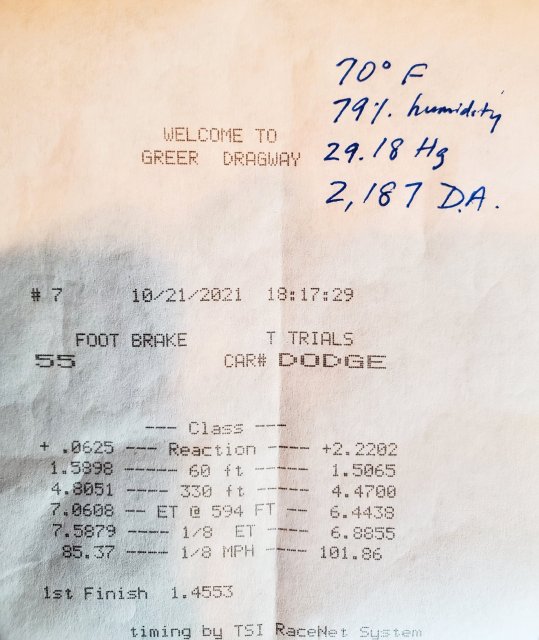 70° F
79% humidity
29.18 Hg
2,187 D.A.
WELCOME TO
GREER DRAGWAY
# 7 10/21/2021 18:17:29
FOOT BRAKE T TRIALS
55 CAR# DODGE
--- Class ---
+ .0625 ---- Reaction ---- +2.2202
1.5898 ----- 60 ft ----- 1.5065
4.8051 ---- 330 ft ----- 4.4700
7.0608 -- ET @ 594 FT -- 6.4438
7.5879 ---- 1/8 ET ---- 6.8855
85.37 ---- 1/8 MPH ---- 101.86
1st Finish 1.4553
timing by TSI RaceNet System